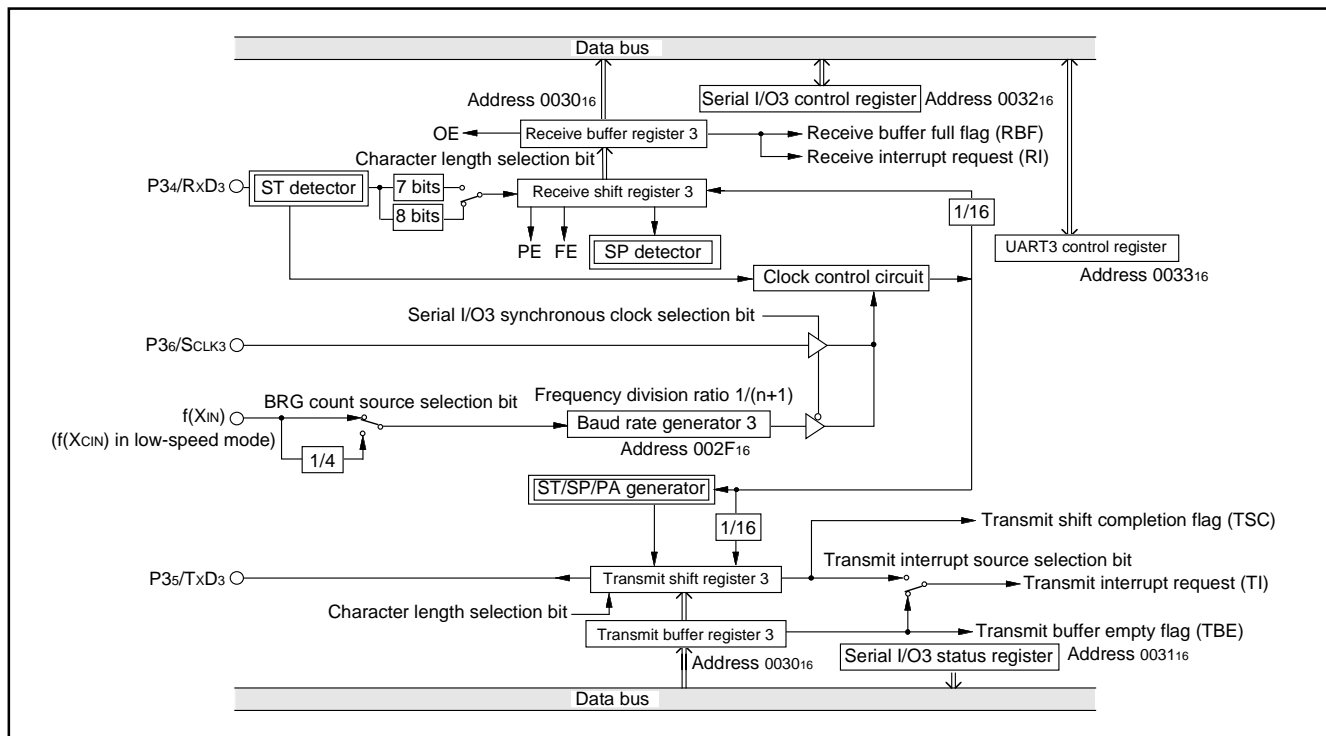 Data bus
Address 0030₁₆
Serial I/O3 control register
Address 0032₁₆
OE
Receive buffer register 3
Receive buffer full flag (RBF)
Character length selection bit
Receive interrupt request (RI)
P3₄/RxD₃
ST detector
7 bits
Receive shift register 3
8 bits
1/16
PE
FE
SP detector
UART3 control register
Clock control circuit
Address 0033₁₆
Serial I/O3 synchronous clock selection bit
P3₆/SCLK3
BRG count source selection bit
Frequency division ratio 1/(n+1)
f(XIN)
Baud rate generator 3
(f(XCIN) in low-speed mode)
Address 002F₁₆
1/4
ST/SP/PA generator
1/16
Transmit shift completion flag (TSC)
Transmit interrupt source selection bit
P3₅/TxD₃
Transmit shift register 3
Transmit interrupt request (TI)
Character length selection bit
Transmit buffer register 3
Transmit buffer empty flag (TBE)
Address 0030₁₆
Serial I/O3 status register
Address 0031₁₆
Data bus